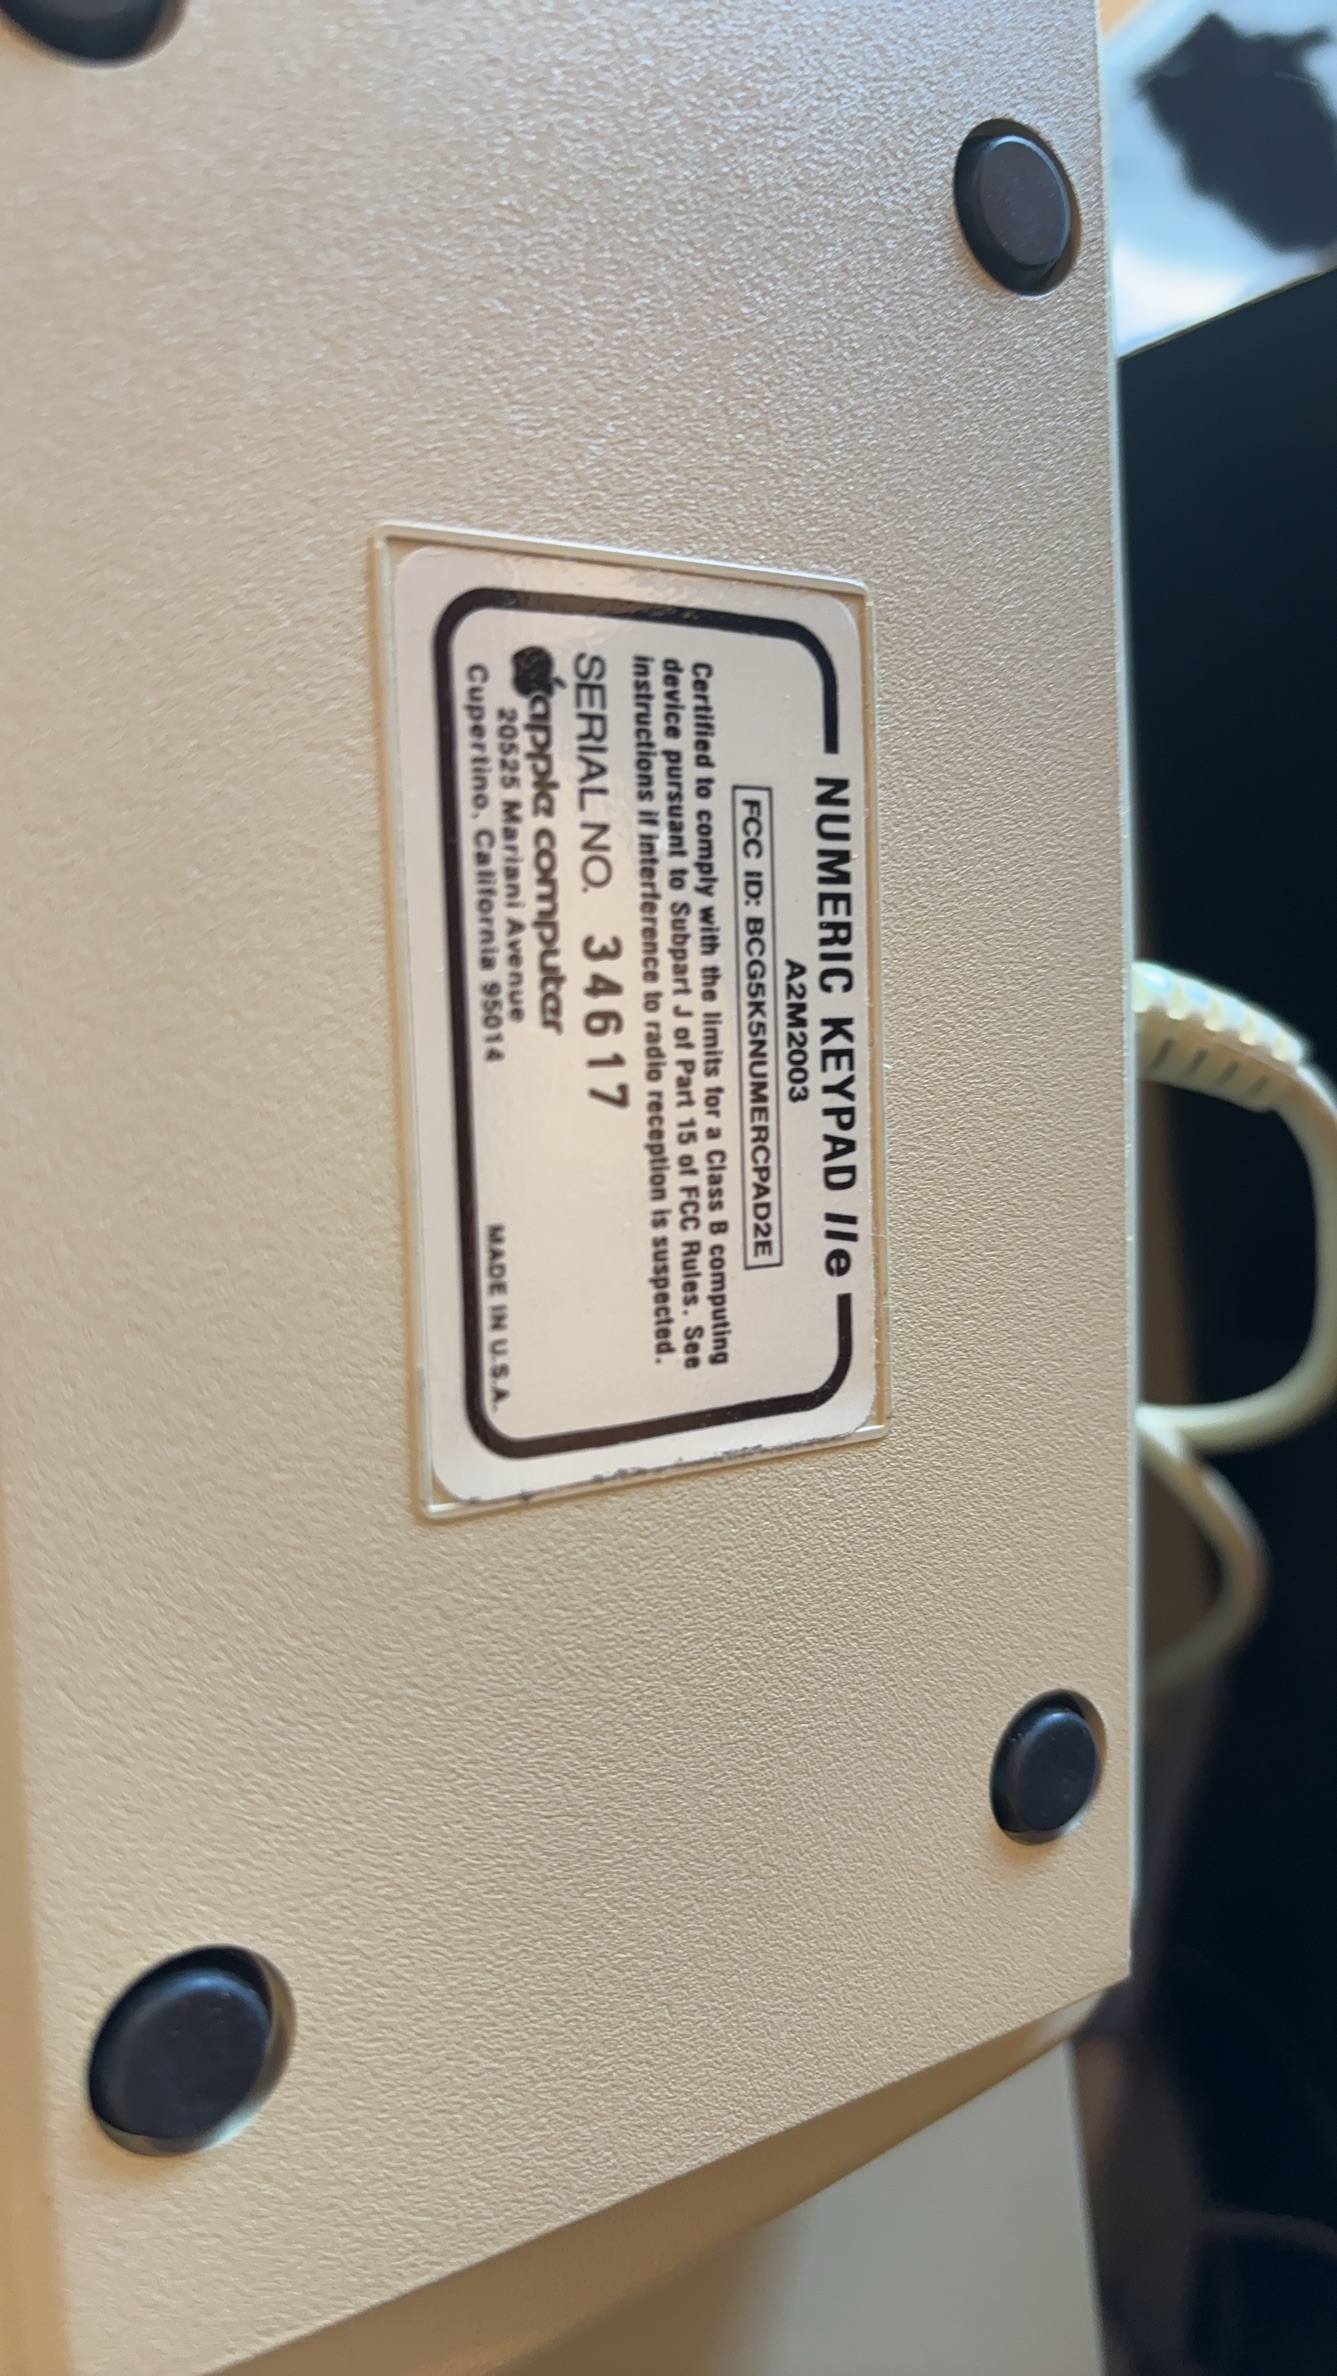 NUMERIC KEYPAD IIe
A2M2003
FCC ID: BCG5K5NUMERCPAD2E
Certified to comply with the limits for a Class B computing
device pursuant to Subpart J of Part 15 of FCC Rules. See
instructions if interference to radio reception is suspected.
SERIAL NO. 34617
apple computer
20525 Mariani Avenue
Cupertino, California 95014
MADE IN U.S.A.